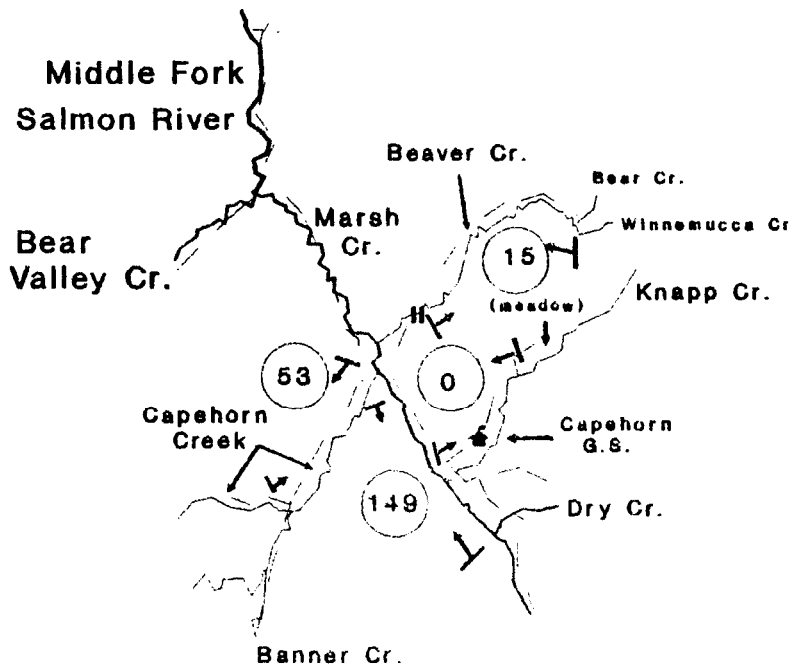 Middle Fork
Salmon River
Beaver Cr.
Bear Cr.
Marsh
Cr.
Winnemucca Cr
Bear
Valley Cr.
15
Knapp Cr.
(meadow)
53
0
Capehorn
Creek
Capehorn
G.S.
149
Dry Cr.
Banner Cr.